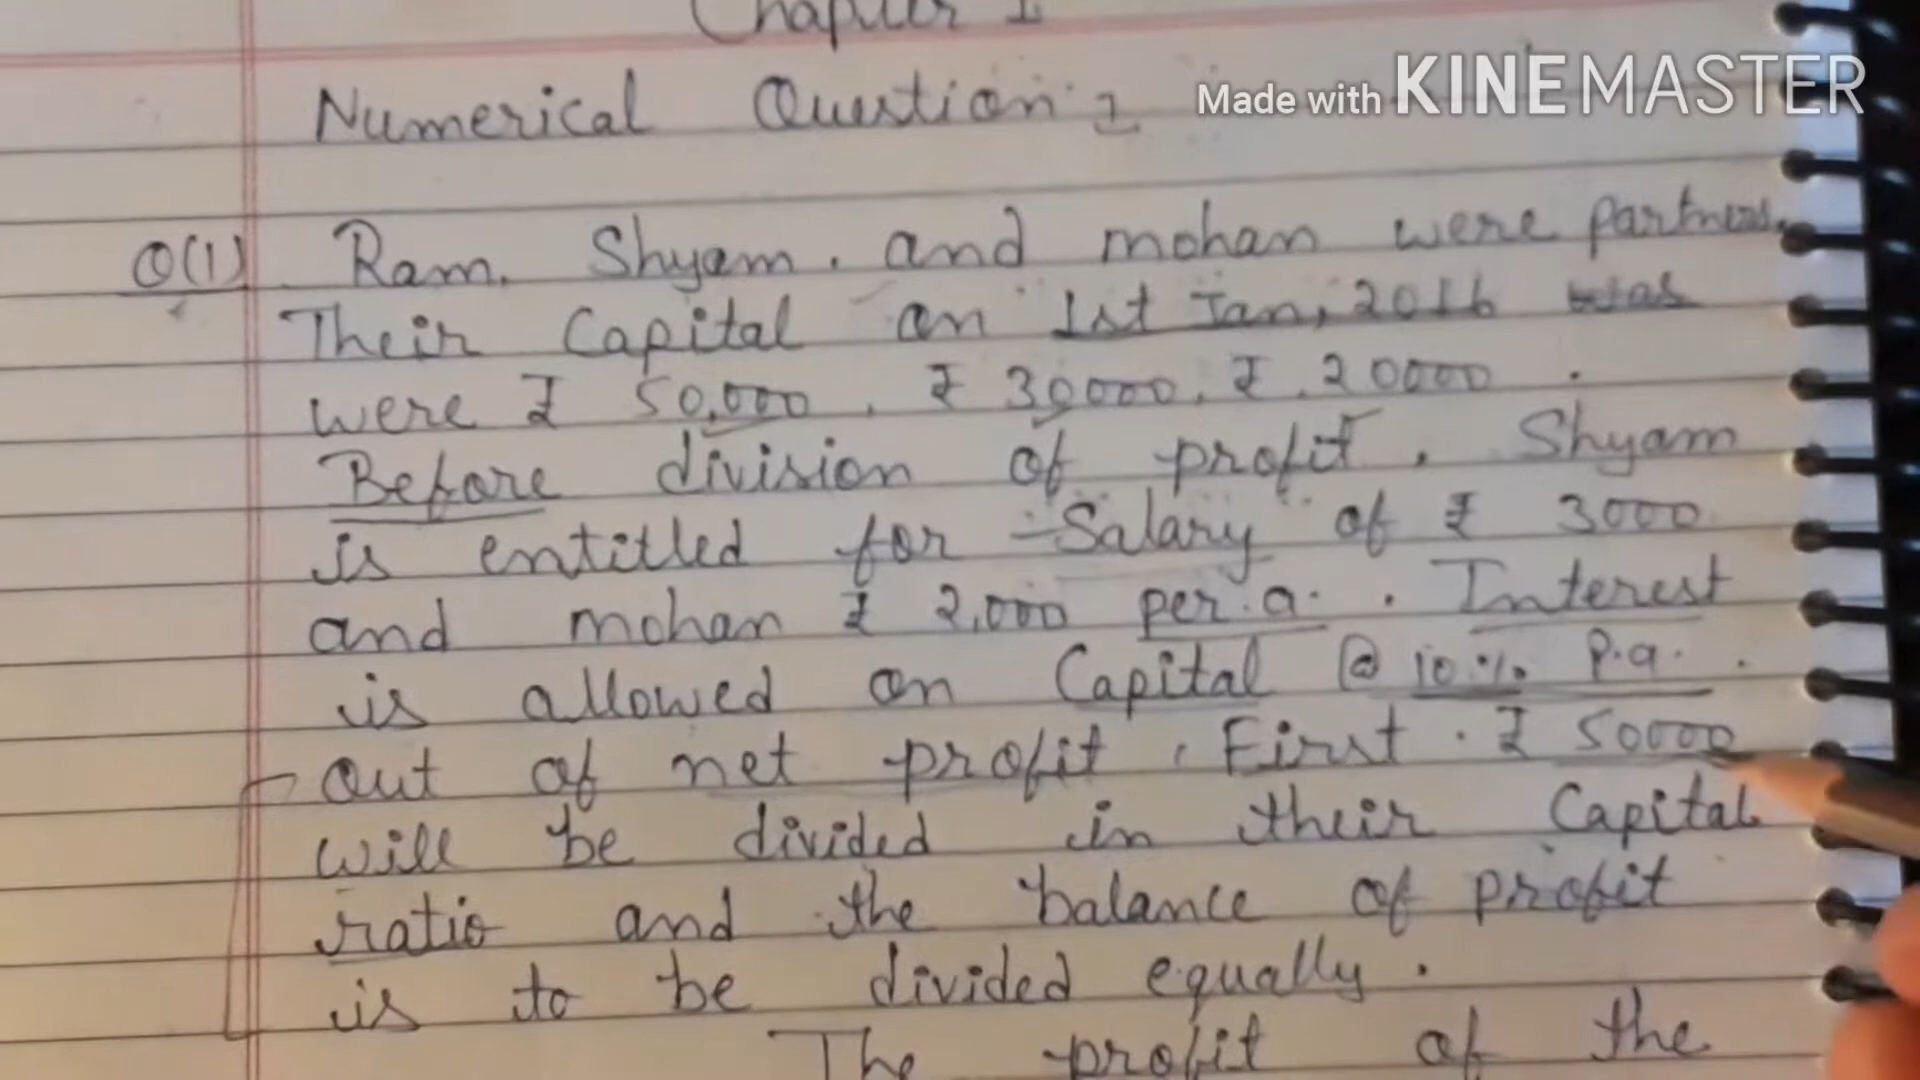 Chapter 1
Made with KINEMASTER
Numerical Question :-
Q(1) Ram, Shyam, and mohan were partners.
Their Capital on 1st Jan, 2016 was
were ₹ 50,000, ₹ 30000, ₹ 20000.
Before division of profit, Shyam
is entitled for Salary of ₹ 3000
and mohan ₹ 2,000 per.a. . Interest
is allowed on Capital @ 10% P.a. .
out of net profit, First . ₹ 50000
will be divided in their Capital
ratio and the balance of profit
is to be divided equally.
The profit of the